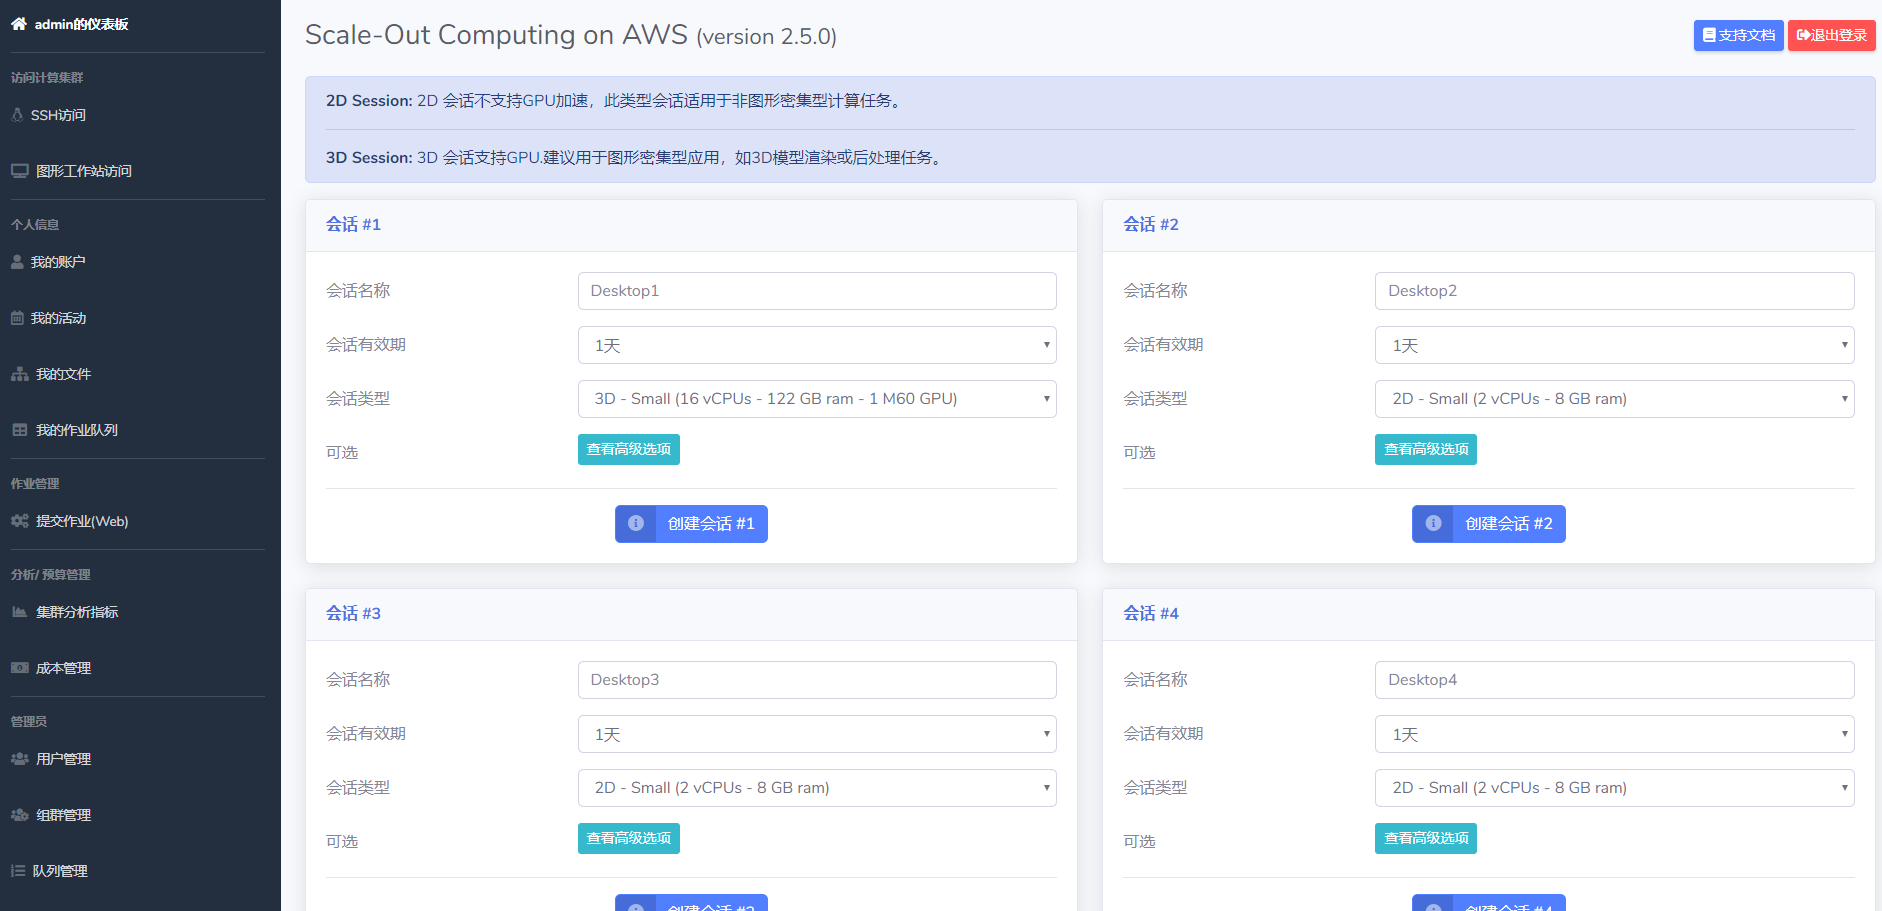 admin的仪表板
访问计算集群
SSH访问
图形工作站访问
个人信息
我的账户
我的活动
我的文件
我的作业队列
作业管理
提交作业(Web)
分析/ 预算管理
集群分析指标
成本管理
管理员
用户管理
组群管理
队列管理
Scale-Out Computing on AWS (version 2.5.0)
支持文档
退出登录
2D Session: 2D 会话不支持GPU加速，此类型会话适用于非图形密集型计算任务。
3D Session: 3D 会话支持GPU.建议用于图形密集型应用，如3D模型渲染或后处理任务。
会话 #1
会话名称
Desktop1
会话有效期
1天
会话类型
3D - Small (16 vCPUs - 122 GB ram - 1 M60 GPU)
可选
查看高级选项
创建会话 #1
会话 #2
会话名称
Desktop2
会话有效期
1天
会话类型
2D - Small (2 vCPUs - 8 GB ram)
可选
查看高级选项
创建会话 #2
会话 #3
会话名称
Desktop3
会话有效期
1天
会话类型
2D - Small (2 vCPUs - 8 GB ram)
可选
查看高级选项
创建会话 #3
会话 #4
会话名称
Desktop4
会话有效期
1天
会话类型
2D - Small (2 vCPUs - 8 GB ram)
可选
查看高级选项
创建会话 #4